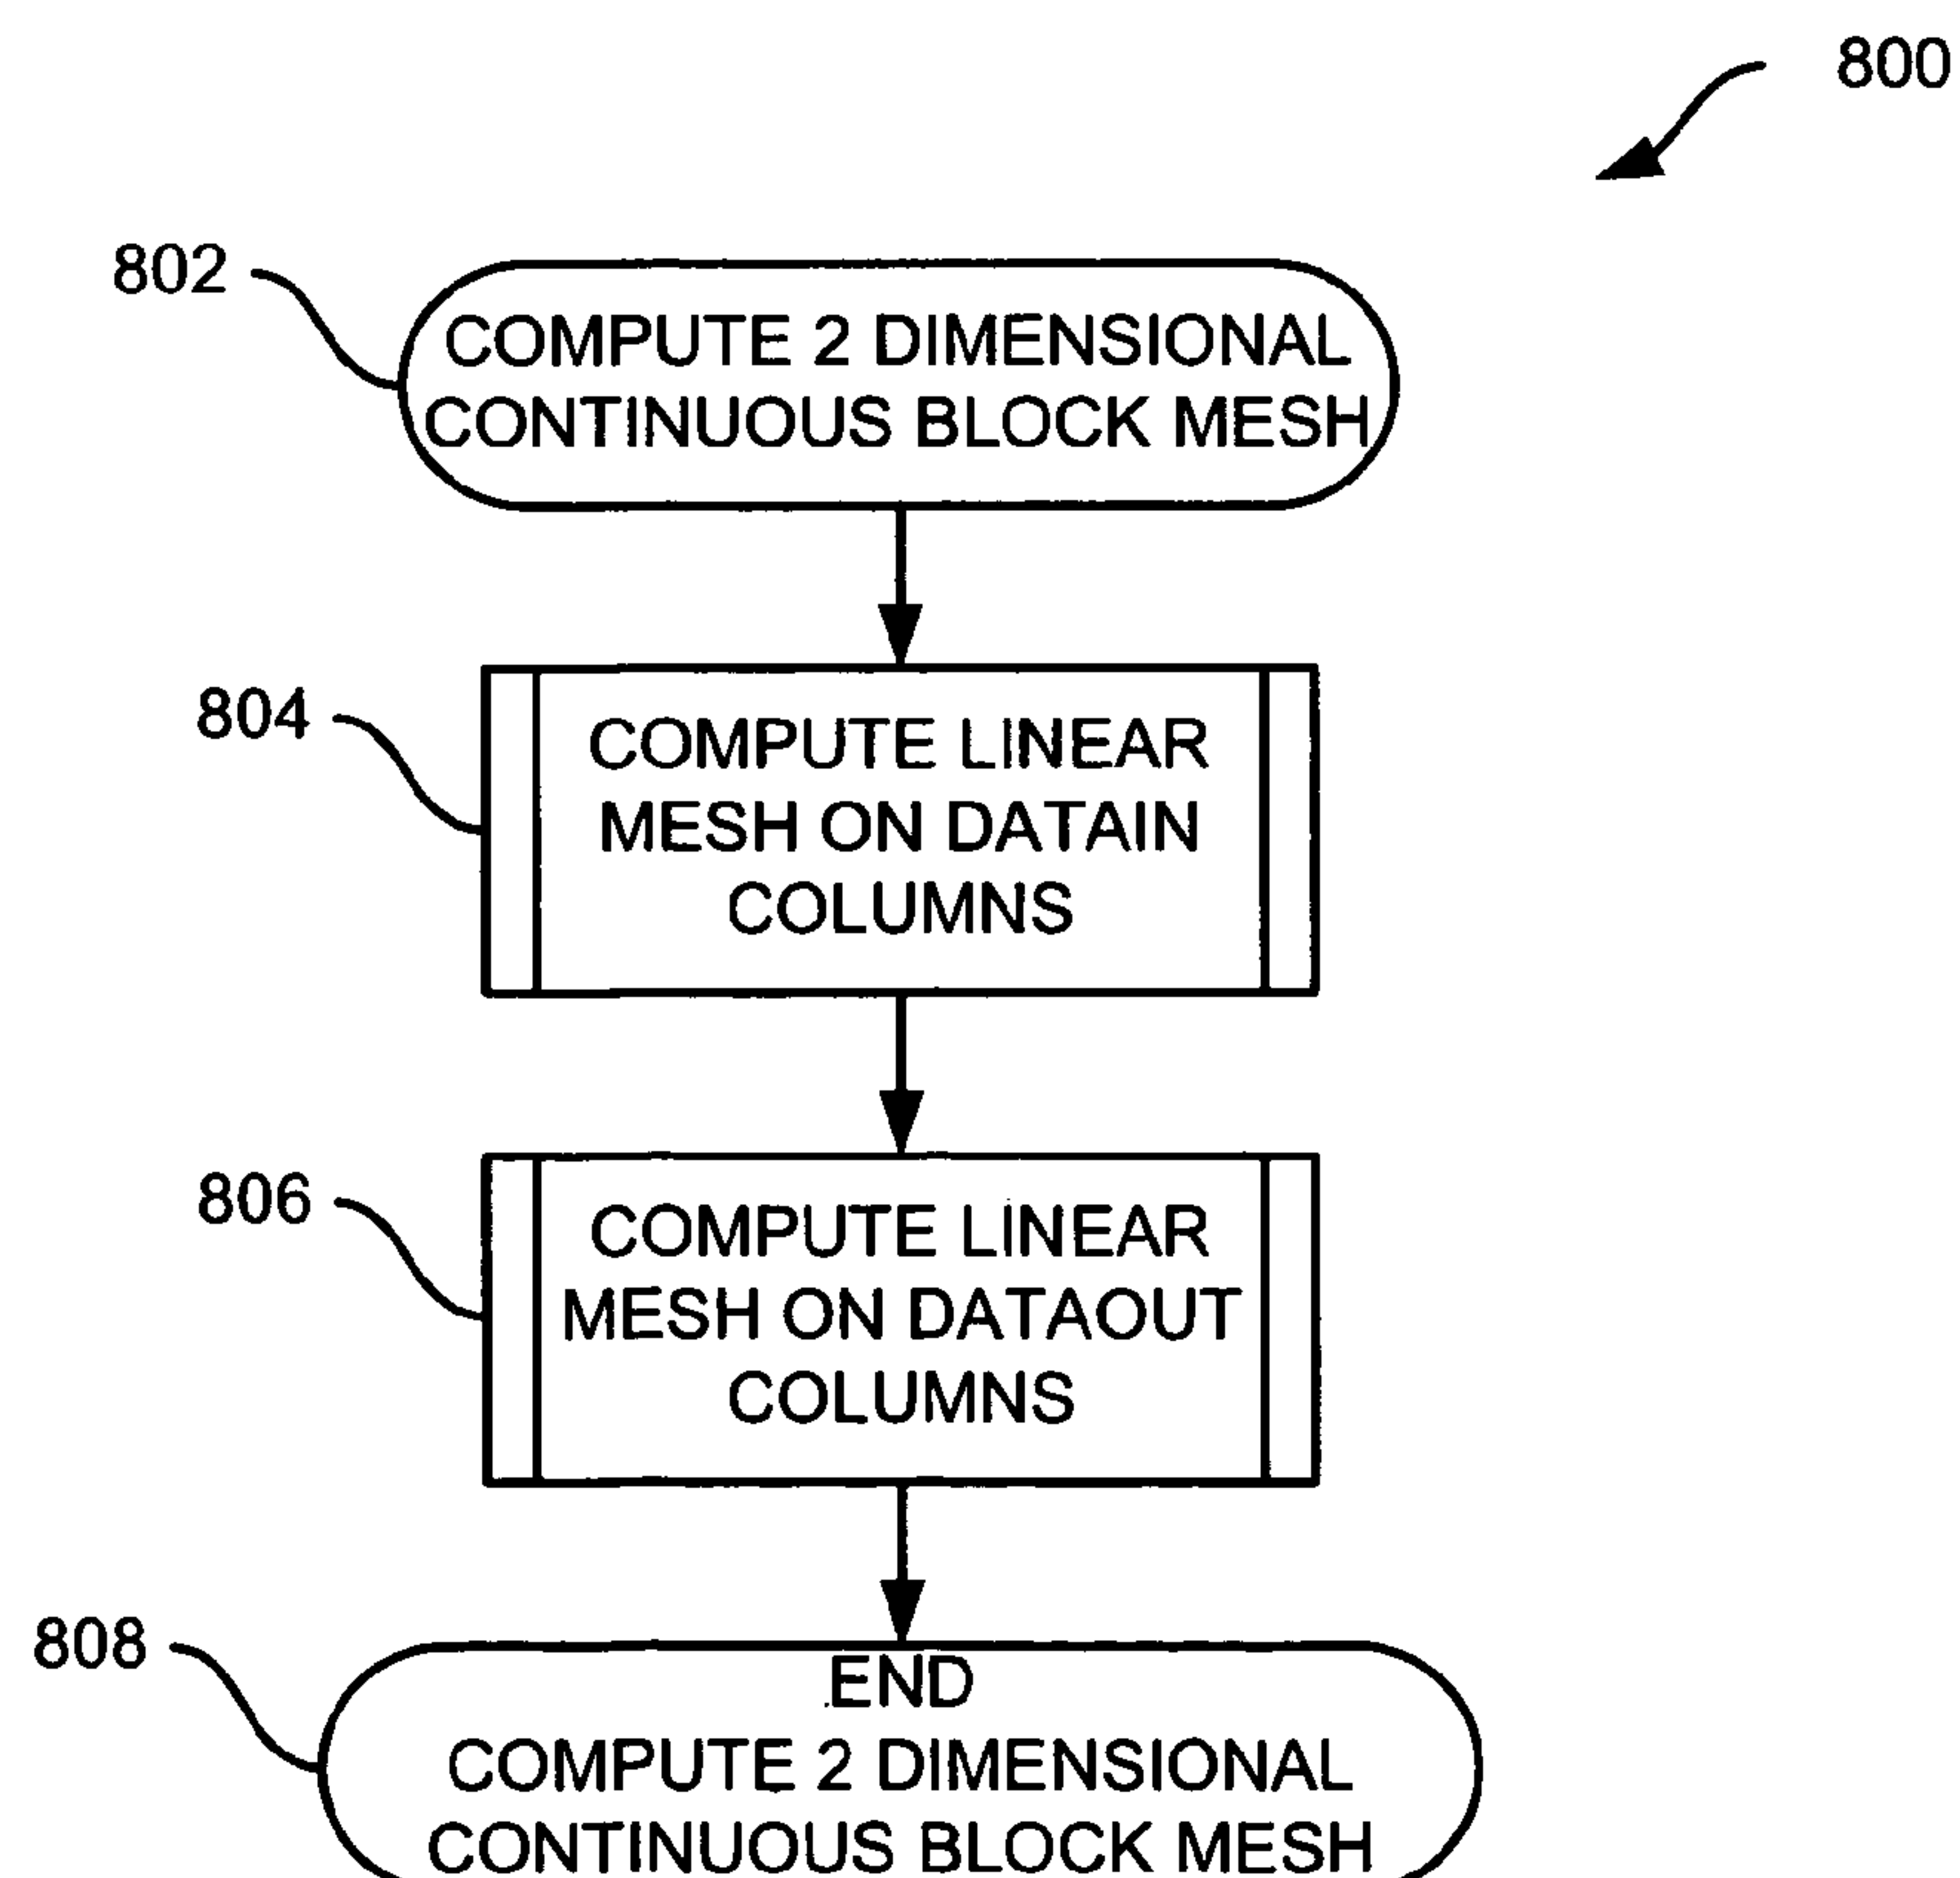 800
802
COMPUTE 2 DIMENSIONAL
CONTINUOUS BLOCK MESH
804
COMPUTE LINEAR
MESH ON DATAIN
COLUMNS
806
COMPUTE LINEAR
MESH ON DATAOUT
COLUMNS
808
END
COMPUTE 2 DIMENSIONAL
CONTINUOUS BLOCK MESH